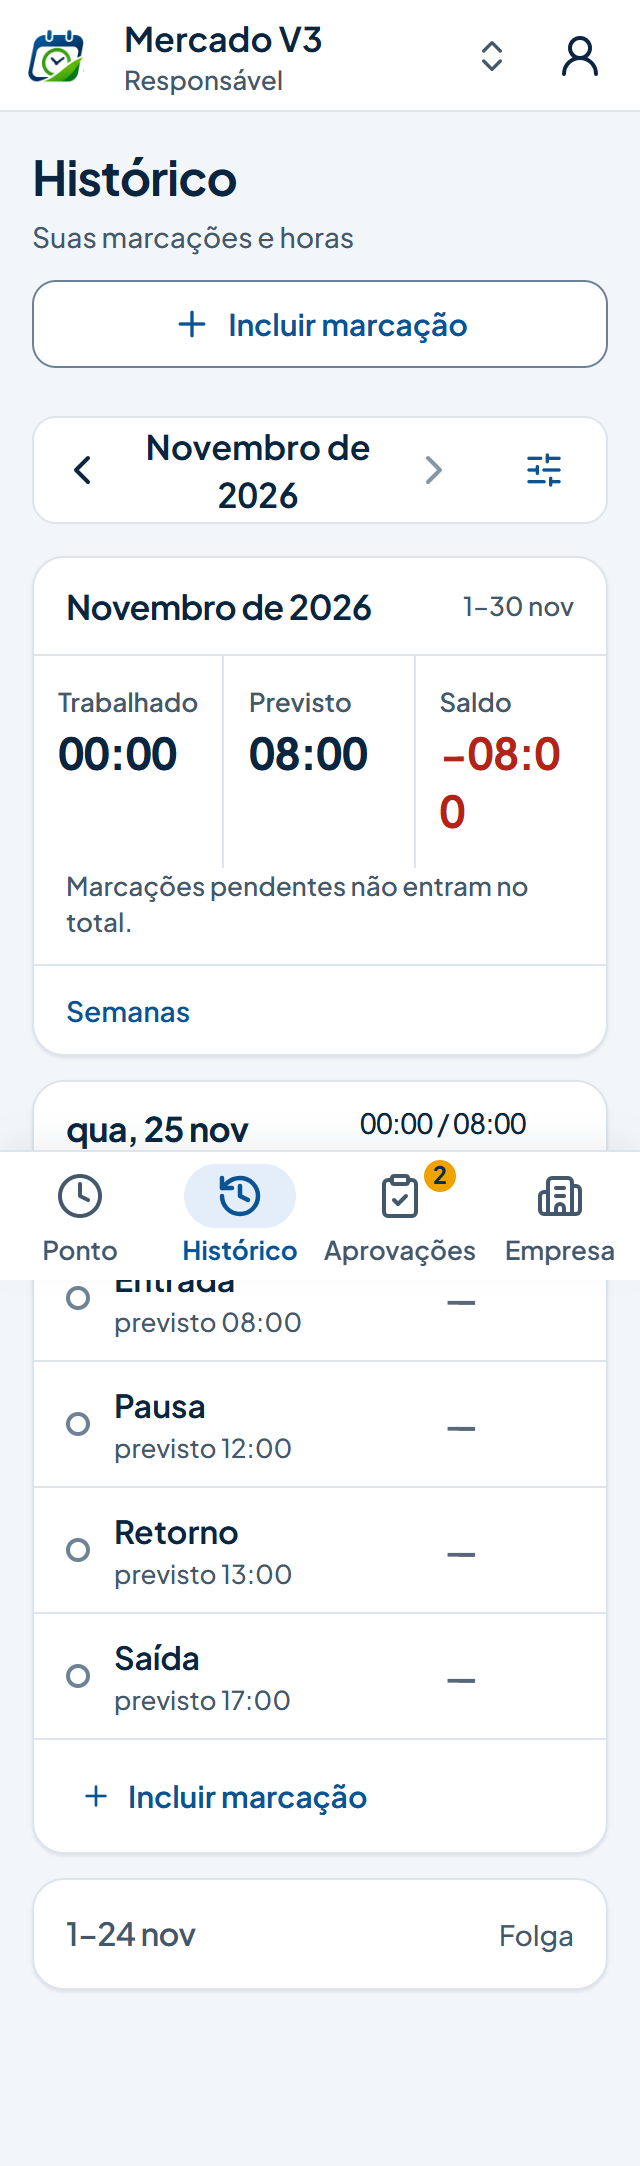 Mercado V3
Responsável
Histórico
Suas marcações e horas
+ Incluir marcação
Novembro de
2026
Novembro de 2026
1–30 nov
Trabalhado
00:00
Previsto
08:00
Saldo
−08:0
0
Marcações pendentes não entram no
total.
Semanas
qua, 25 nov
00:00 / 08:00
2
Ponto
Histórico
Aprovações
Empresa
Entrada
—
previsto 08:00
Pausa
—
previsto 12:00
Retorno
—
previsto 13:00
Saída
—
previsto 17:00
+ Incluir marcação
1–24 nov
Folga